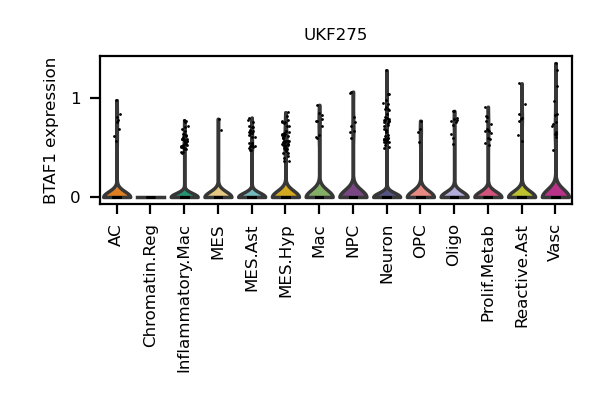 UKF275
BTAF1 expression
1
0
AC
Chromatin.Reg
Inflammatory.Mac
MES
MES.Ast
MES.Hyp
Mac
NPC
Neuron
OPC
Oligo
Prolif.Metab
Reactive.Ast
Vasc